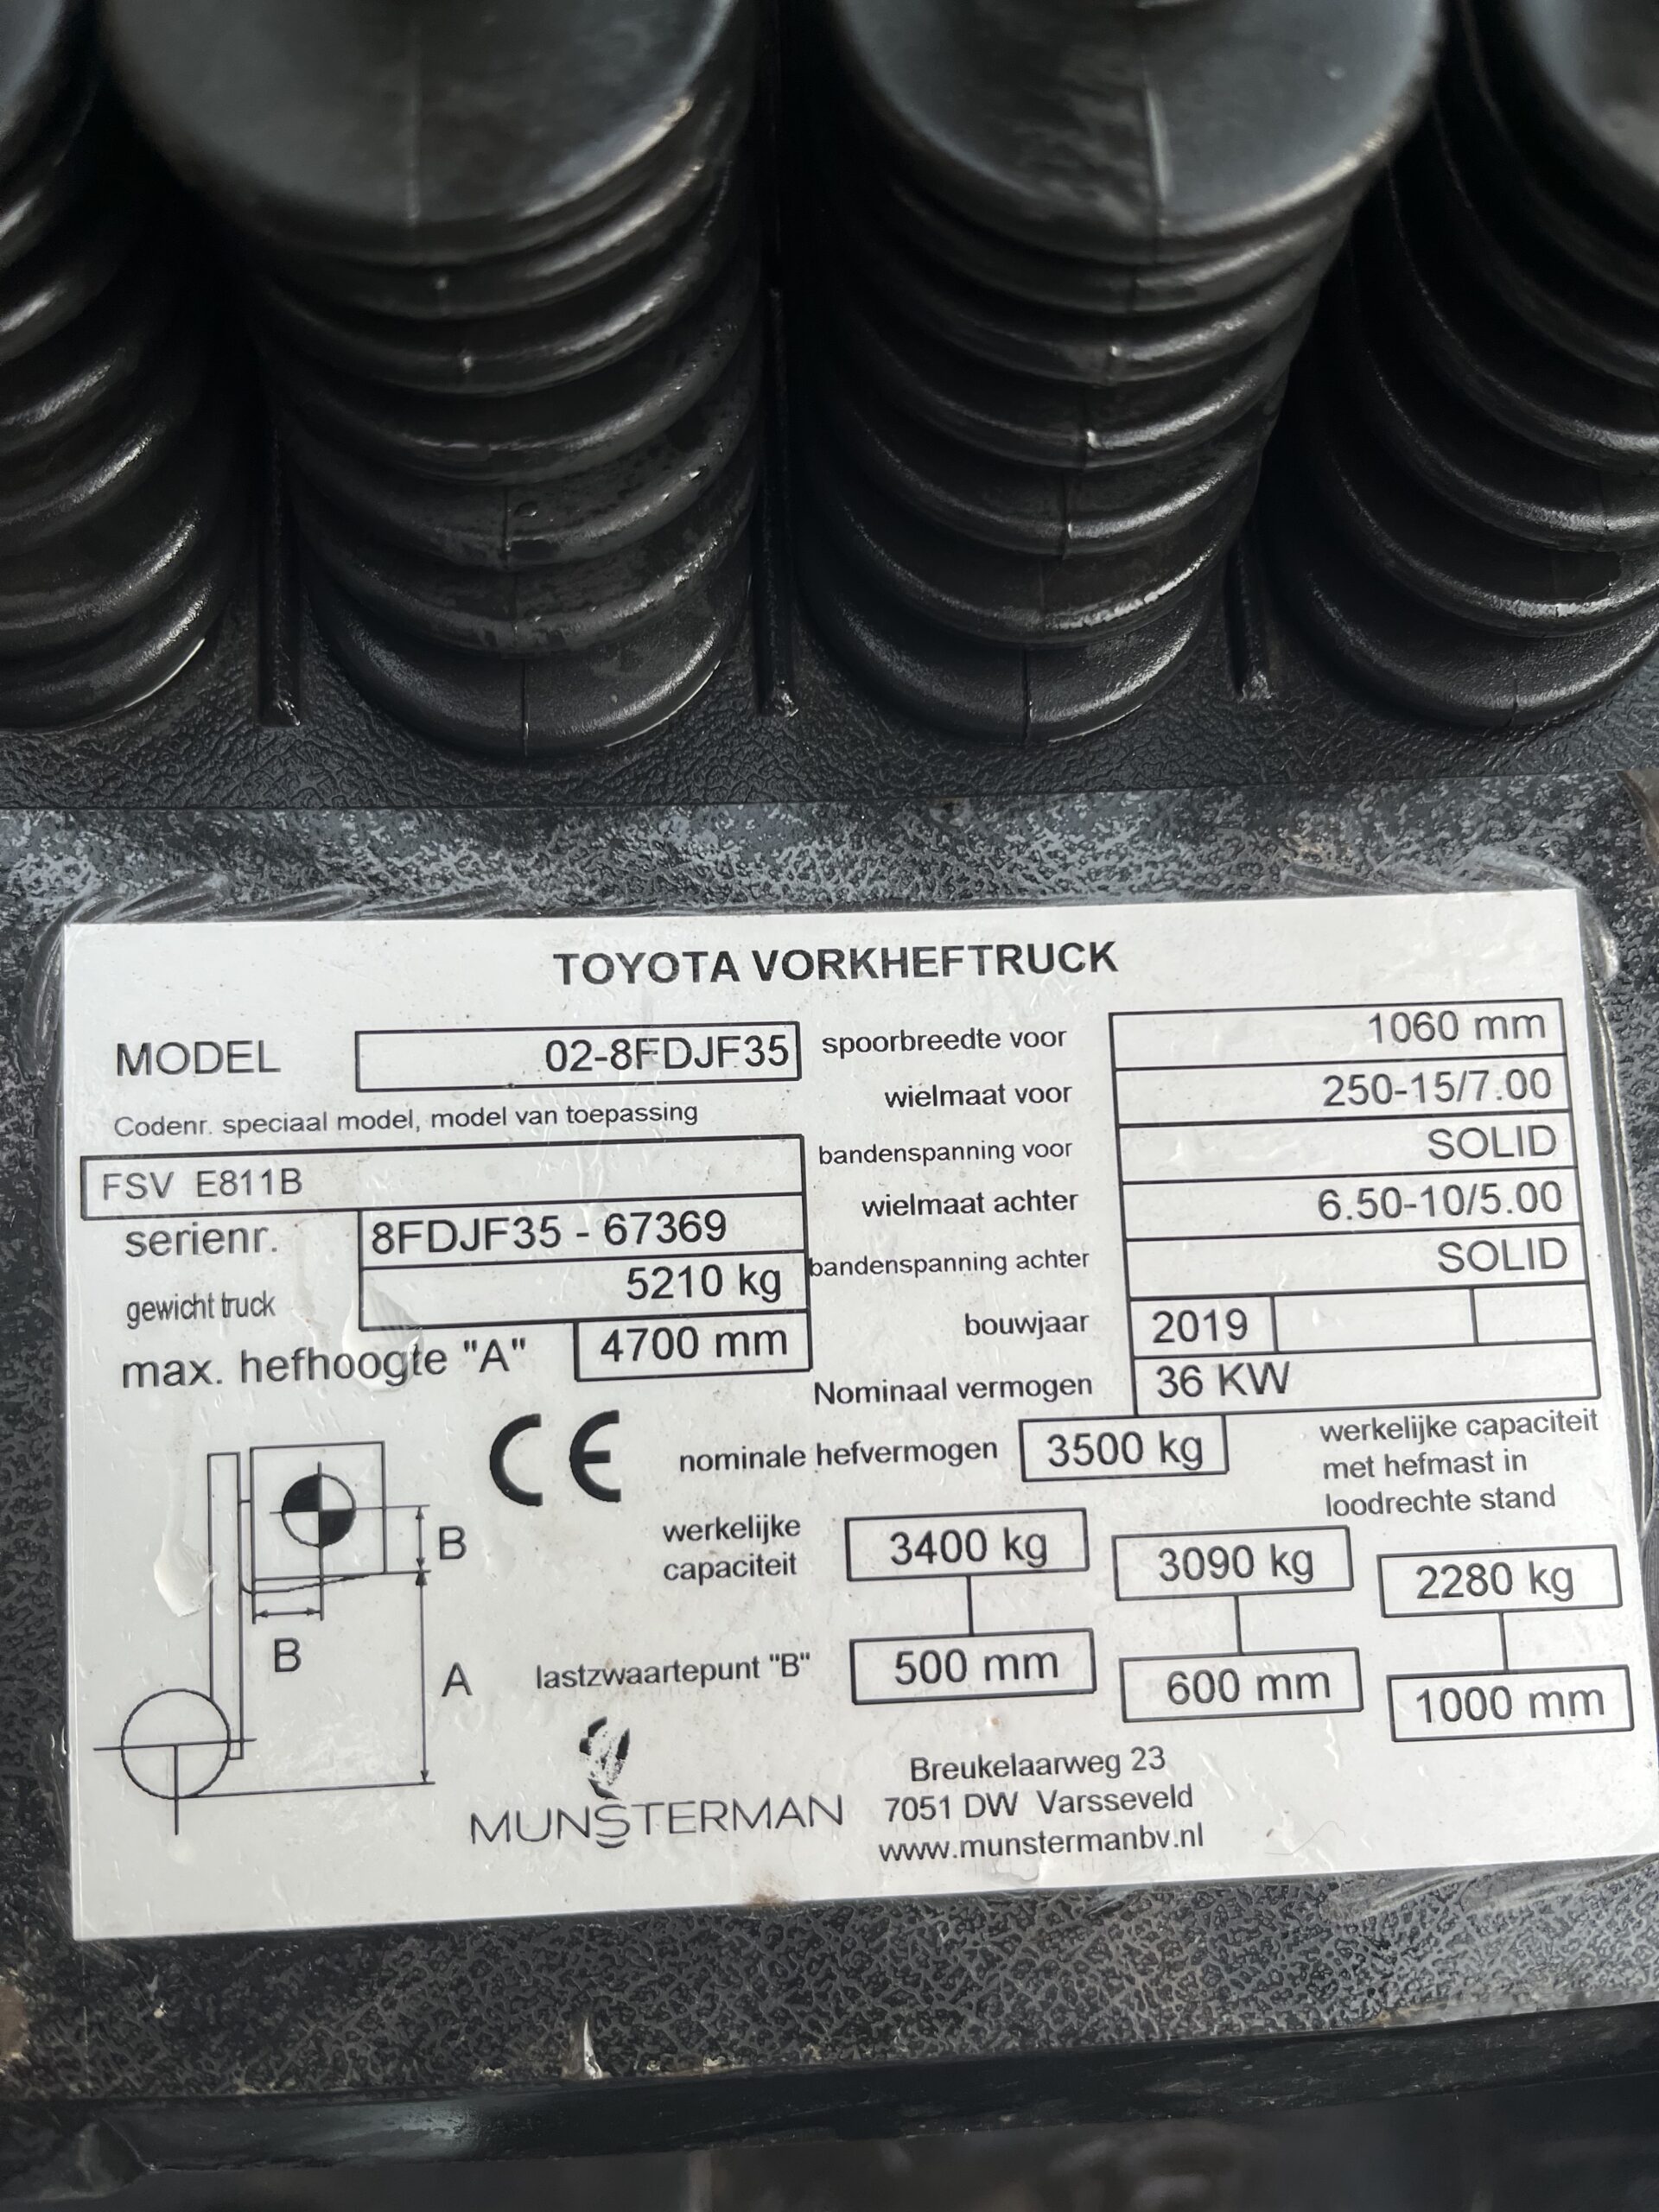 TOYOTA VORKHEFTRUCK
MODEL 02-8FDJF35
Codenr. speciaal model, model van toepassing
FSV E811B
serienr. 8FDJF35 - 67369
gewicht truck 5210 kg
max. hefhoogte "A" 4700 mm
spoorbreedte voor 1060 mm
wielmaat voor 250-15/7.00
bandenspanning voor SOLID
wielmaat achter 6.50-10/5.00
bandenspanning achter SOLID
bouwjaar 2019
Nominaal vermogen 36 KW
CE
nominale hefvermogen 3500 kg
werkelijke capaciteit
met hefmast in
loodrechte stand
werkelijke
capaciteit
3400 kg 3090 kg 2280 kg
lastzwaartepunt "B" 500 mm 600 mm 1000 mm
B
B
A
MUNSTERMAN
Breukelaarweg 23
7051 DW Varsseveld
www.munstermanbv.nl